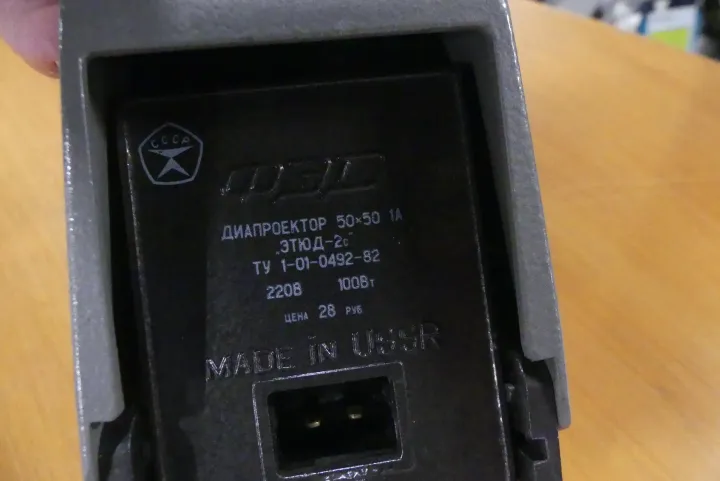 СССР
ФЭД
ДИАПРОЕКТОР 50×50 1А
„ЭТЮД-2с"
ТУ 1-01-0492-82
220В 100Вт
ЦЕНА 28 РУБ
MADE IN USSR